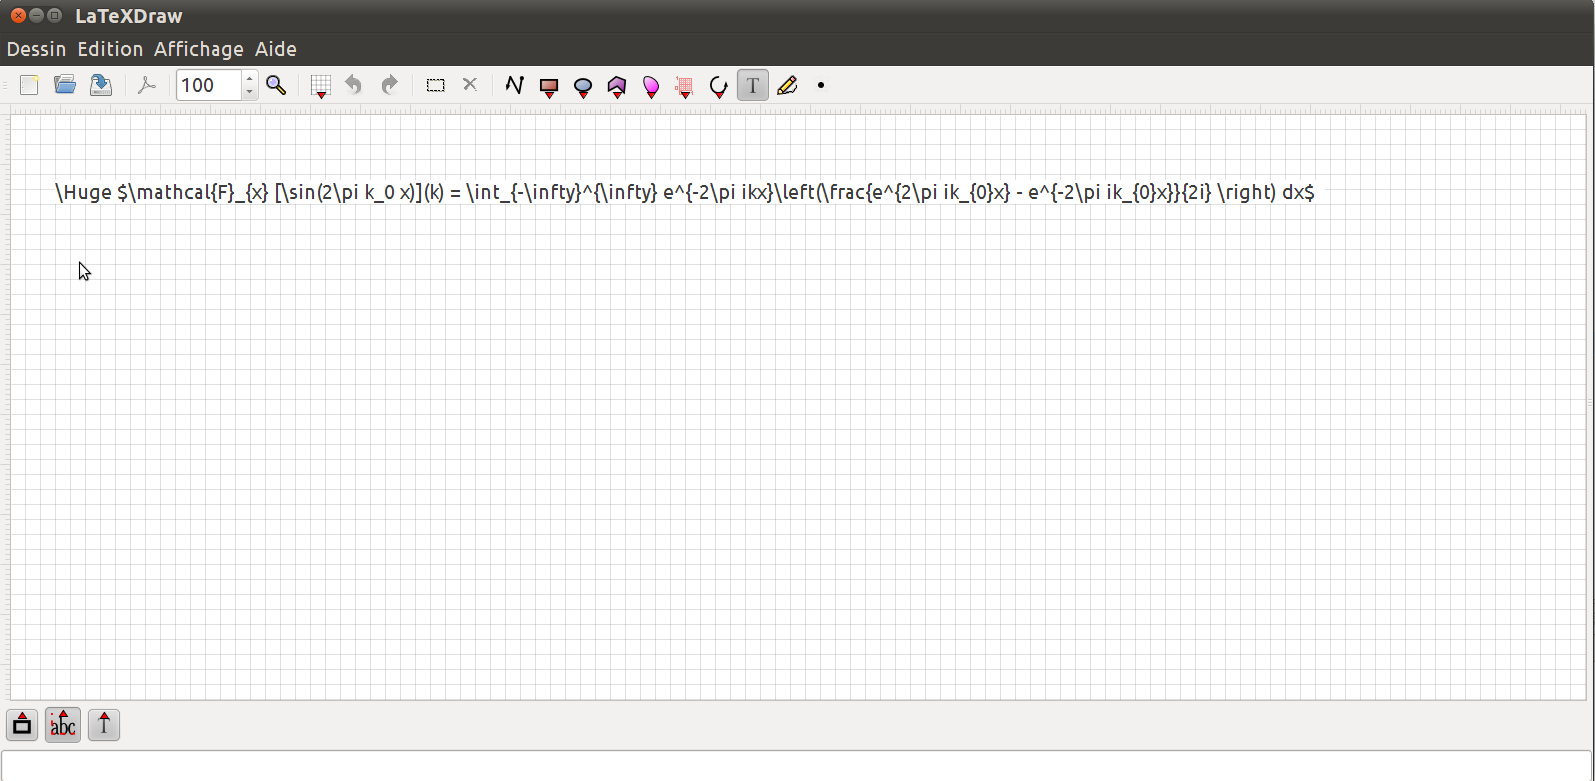 LaTeXDraw
Dessin Edition Affichage Aide
100 T
\Huge $\mathcal{F}_{x} [\sin(2\pi k_0 x)](k) = \int_{-\infty}^{\infty} e^{-2\pi ikx}\left(\frac{e^{2\pi ik_{0}x} - e^{-2\pi ik_{0}x}}{2i} \right) dx$
abc